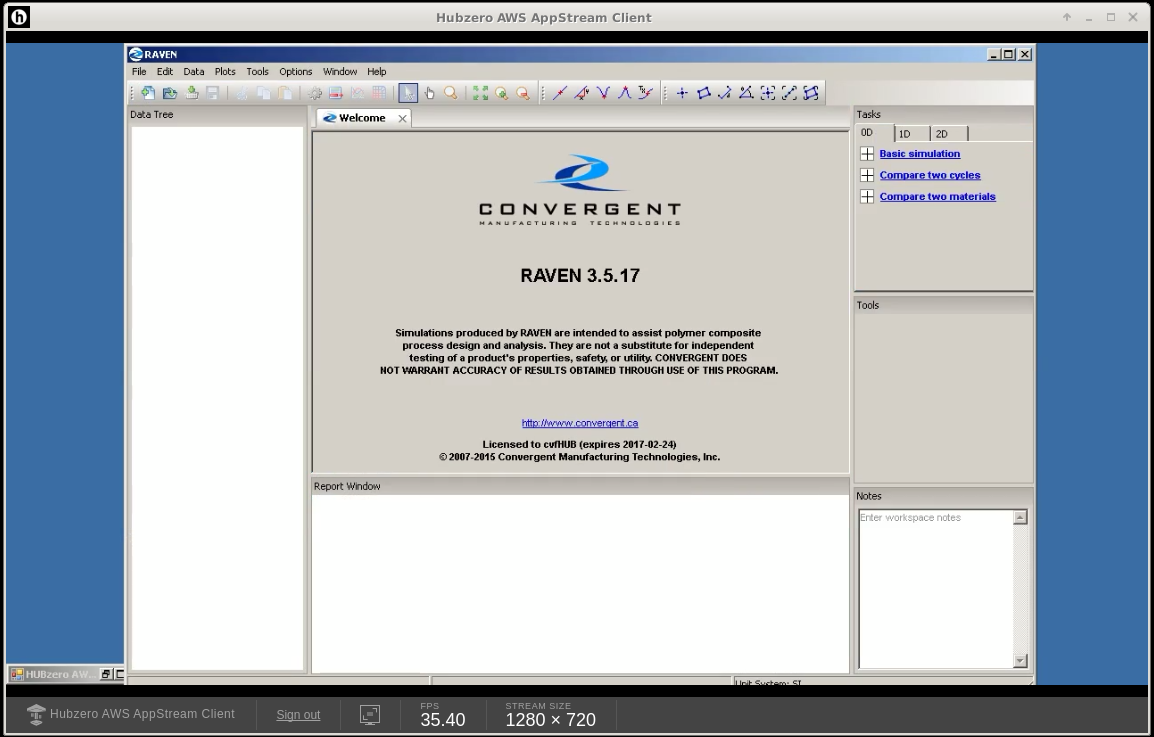 Hubzero AWS AppStream Client
RAVEN
File Edit Data Plots Tools Options Window Help
Data Tree
Welcome
CONVERGENT
MANUFACTURING TECHNOLOGIES
RAVEN 3.5.17
Simulations produced by RAVEN are intended to assist polymer composite
process design and analysis. They are not a substitute for independent
testing of a product's properties, safety, or utility. CONVERGENT DOES
NOT WARRANT ACCURACY OF RESULTS OBTAINED THROUGH USE OF THIS PROGRAM.
http://www.convergent.ca
Licensed to cvfHUB (expires 2017-02-24)
© 2007-2015 Convergent Manufacturing Technologies, Inc.
Report Window
Tasks
0D 1D 2D
Basic simulation
Compare two cycles
Compare two materials
Tools
Notes
Enter workspace notes
Unit System: SI
HUBzero AW...
Hubzero AWS AppStream Client
Sign out
FPS
35.40
STREAM SIZE
1280 × 720